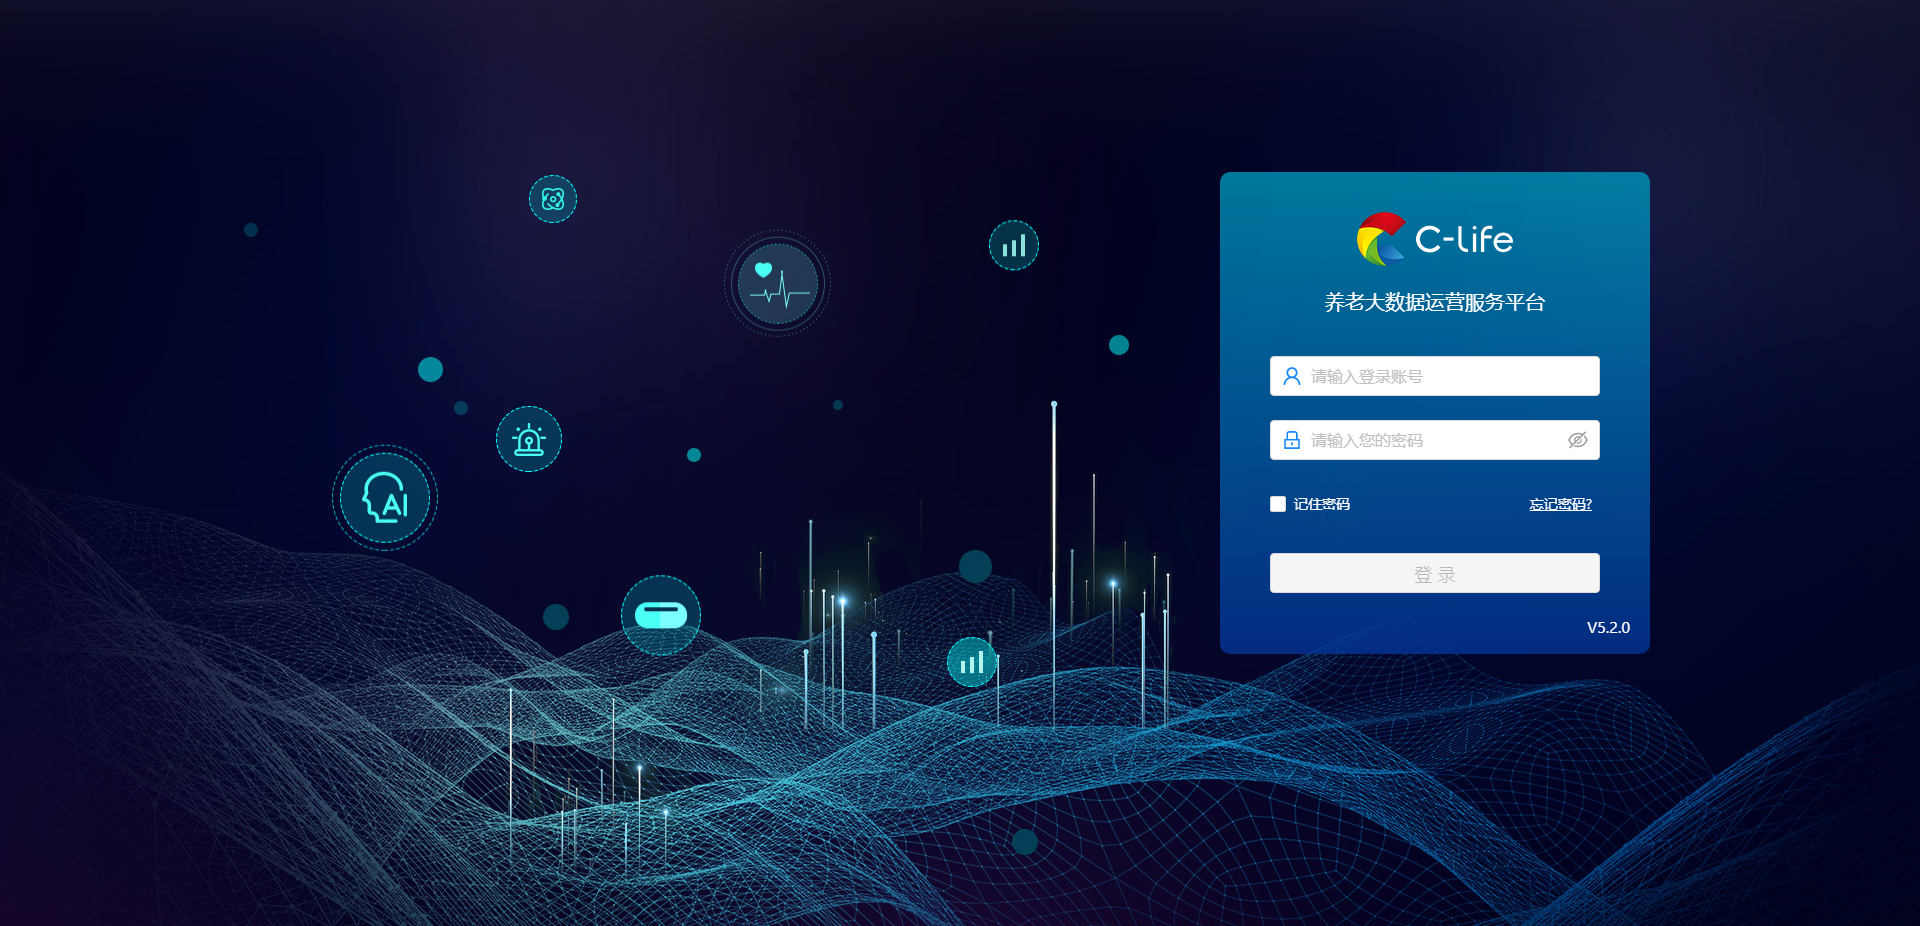 AI
C-life
养老大数据运营服务平台
请输入登录账号
请输入您的密码
记住密码
忘记密码?
登 录
V5.2.0